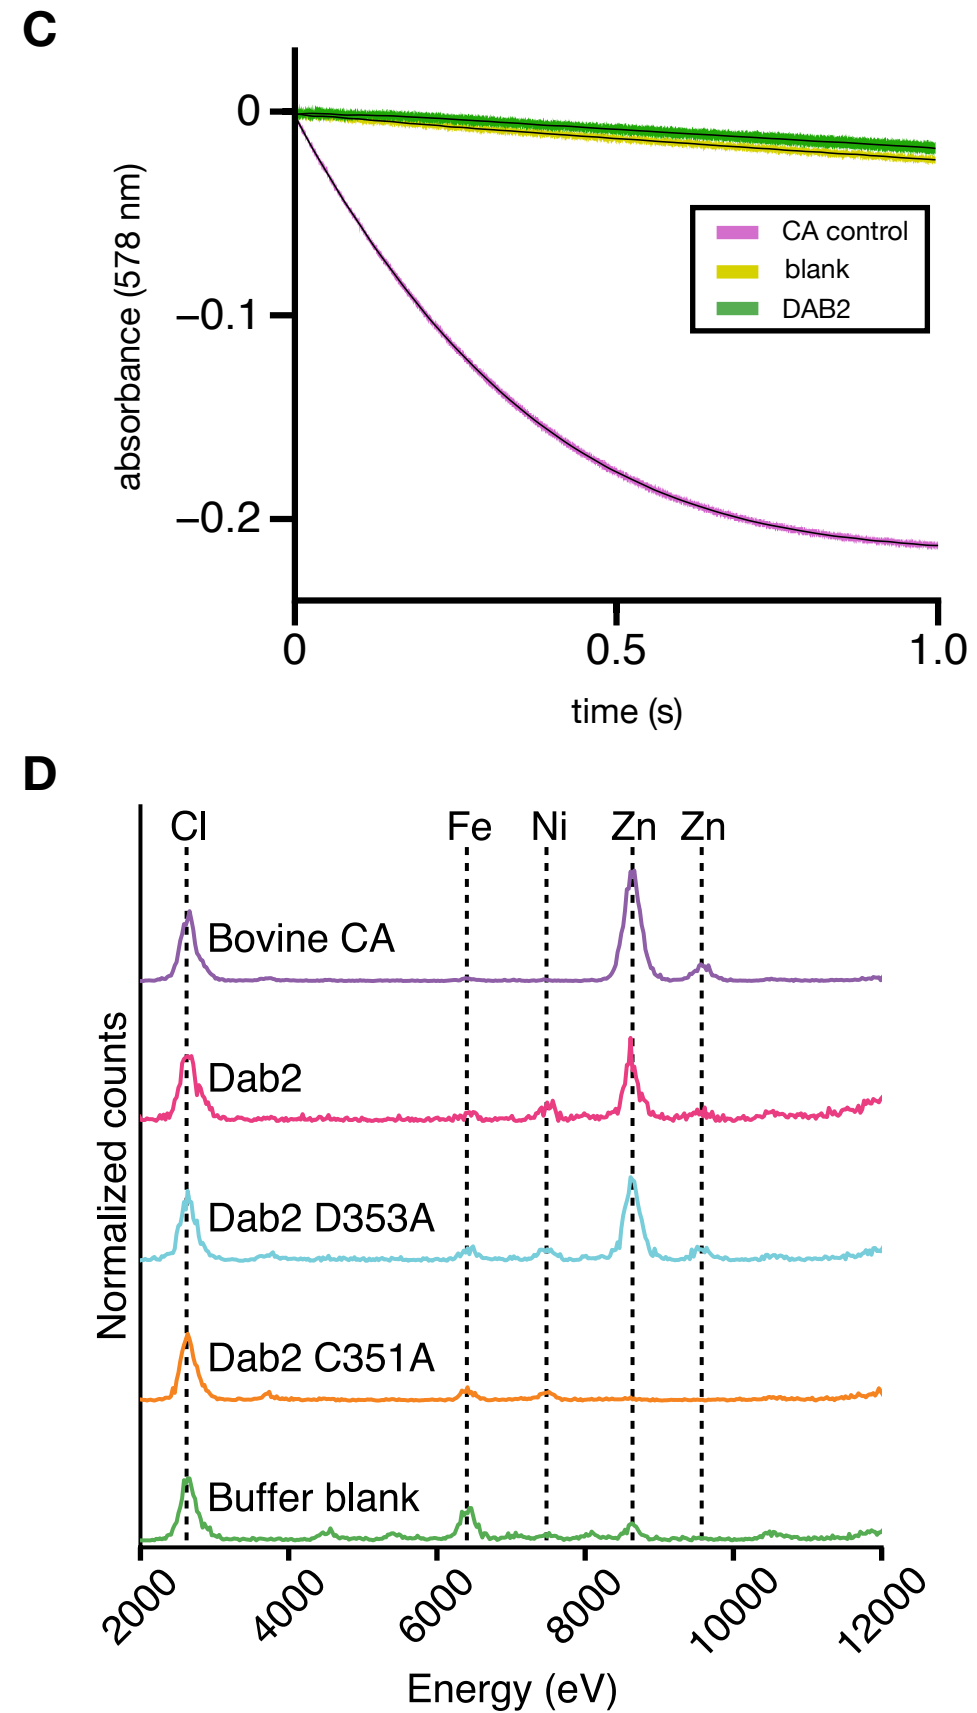 C
0
−0.1
−0.2
absorbance (578 nm)
CA control
blank
DAB2
0 0.5 1.0
time (s)
D
Cl Fe Ni Zn Zn
Bovine CA
Dab2
Dab2 D353A
Dab2 C351A
Buffer blank
Normalized counts
2000 4000 6000 8000 10000 12000
Energy (eV)